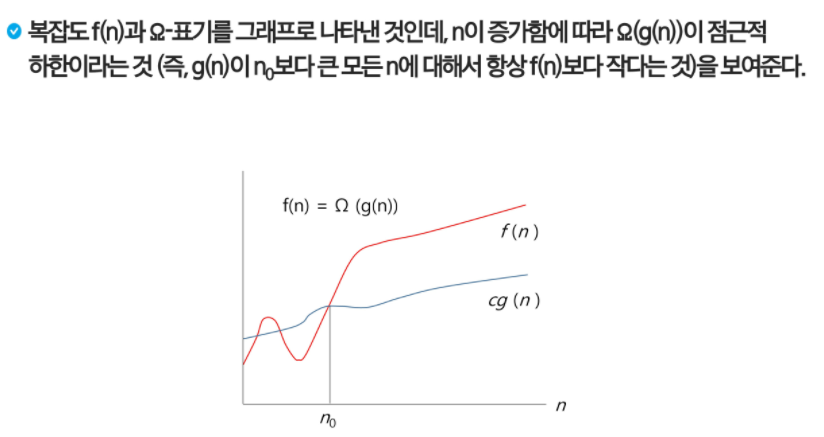 복잡도 f(n)과 Ω-표기를 그래프로 나타낸 것인데, n이 증가함에 따라 Ω(g(n))이 점근적
하한이라는 것 (즉, g(n)이 n₀보다 큰 모든 n에 대해서 항상 f(n)보다 작다는 것)을 보여준다.
f(n) = Ω (g(n))
f (n)
cg (n)
n
n₀